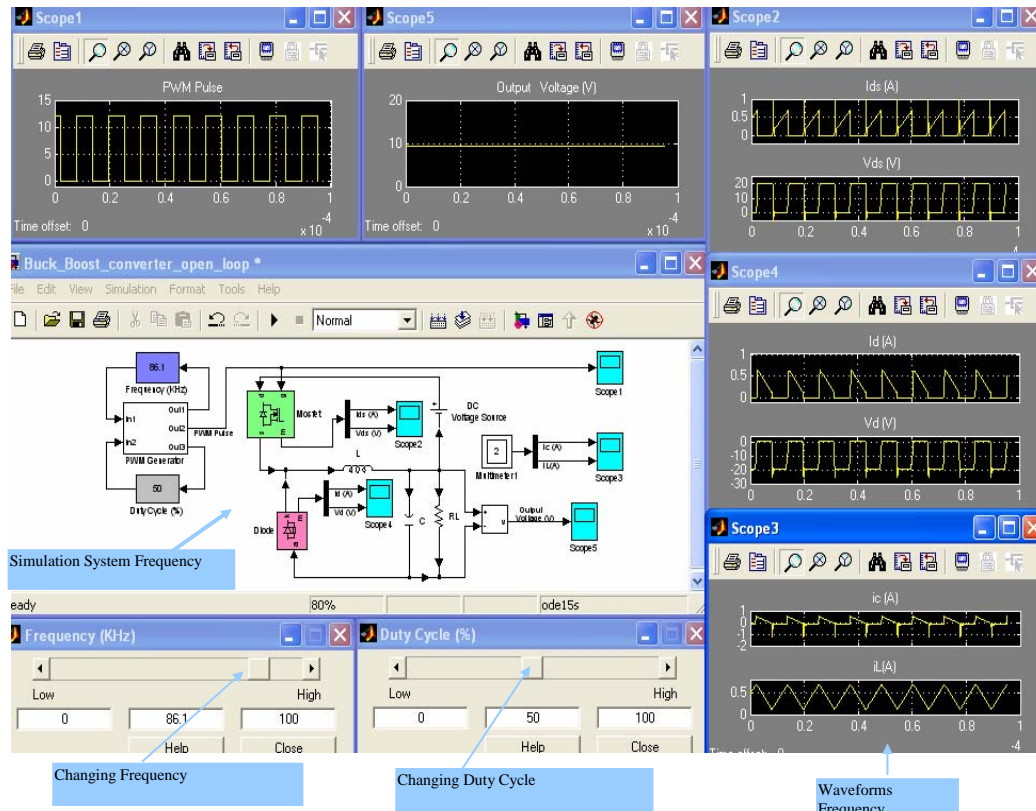 Scope1
PWM Pulse
15
10
5
0
0 0.2 0.4 0.6 0.8 1
Time offset: 0
x 10
-4
Scope5
Output Voltage (V)
20
10
0
0 0.2 0.4 0.6 0.8 1
Time offset: 0
x 10
-4
Scope2
Ids (A)
1
0.5
0
Vds (V)
20
10
0
0 0.2 0.4 0.6 0.8 1
-4
Buck_Boost_converter_open_loop *
File Edit View Simulation Format Tools Help
Normal
86.1
Frequency (KHz)
In1
In2
Out1
Out2
Out3
PWM Pulse
PWM Generator
50
Duty Cycle (%)
Mosfet
Ids (A)
Vds (V)
Scope2
DC
Voltage Source
Scope1
L
2
Multimeter1
Ic (A)
IL(A)
Scope3
Diode
Id (A)
Vd (V)
Scope4
C
RL
Output
Voltage (V)
Scope5
Simulation System Frequency
eady
80%
ode15s
Scope4
Id (A)
1
0.5
0
Vd (V)
0
-10
-20
-30
0 0.2 0.4 0.6 0.8 1
-4
Scope3
ic (A)
1
0
-1
-2
iL(A)
0.5
0
0 0.2 0.4 0.6 0.8 1
Time offset: 0
-4
Frequency (KHz)
Low
High
0
86.1
100
Help
Close
Changing Frequency
Duty Cycle (%)
Low
High
0
50
100
Help
Close
Changing Duty Cycle
Waveforms
Frequency